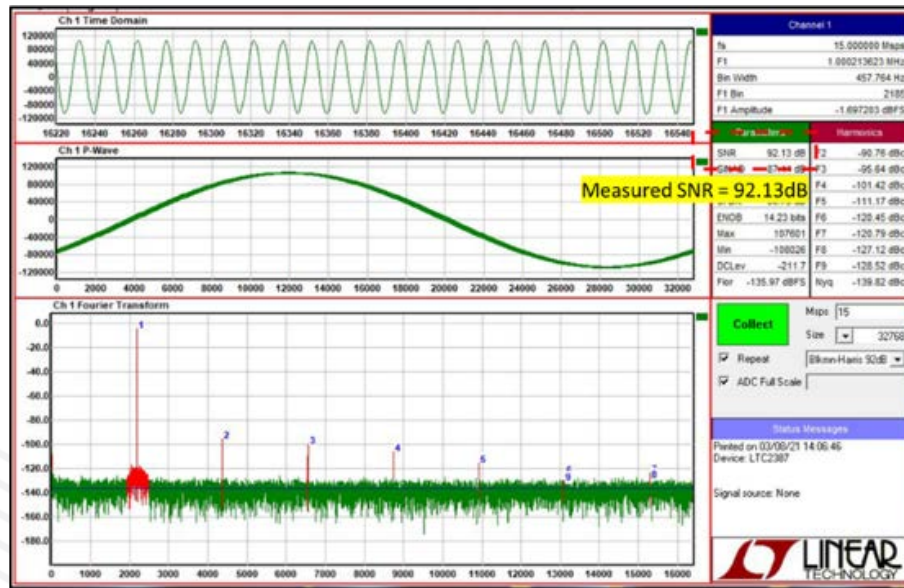 Ch 1 Time Domain
120000
80000
40000
0
-40000
-80000
-120000
16220 16240 16260 16280 16300 16320 16340 16360 16380 16400 16420 16440 16460 16480 16500 16520 16540
Ch 1 P-Wave
120000
80000
40000
0
-40000
-80000
-120000
0 2000 4000 6000 8000 10000 12000 14000 16000 18000 20000 22000 24000 26000 28000 30000 32000
Ch 1 Fourier Transform
0.0
-20.0
-40.0
-60.0
-80.0
-100.0
-120.0
-140.0
-160.0
-180.0
1
2
3
4
5
9
8
0 1000 2000 3000 4000 5000 6000 7000 8000 9000 10000 11000 12000 13000 14000 15000 16000
Channel 1
fs 15.000000 Msps
F1 1.000213623 MHz
Bin Width 457.764 Hz
F1 Bin 2185
F1 Amplitude -1.697283 dBFS
Parameters Harmonics
SNR 92.13 dB F2 -90.76 dBc
SINAD dB F3 -95.64 dBc
Measured SNR = 92.13dB
F4 -101.42 dBc
F5 -111.17 dBc
ENOB 14.23 bits F6 -120.45 dBc
Max 107601 F7 -120.79 dBc
Min -108026 F8 -127.12 dBc
DCLev -211.7 F9 -128.52 dBc
Flor -135.97 dBFS Nyq -139.82 dBc
Collect
Msps 15
Size 32768
Repeat
Blkmn-Harris 92dB
ADC Full Scale
Status Messages
Printed on 03/08/21 14:06:46
Device: LTC2387
Signal source: None
LINEAR
TECHNOLOGY